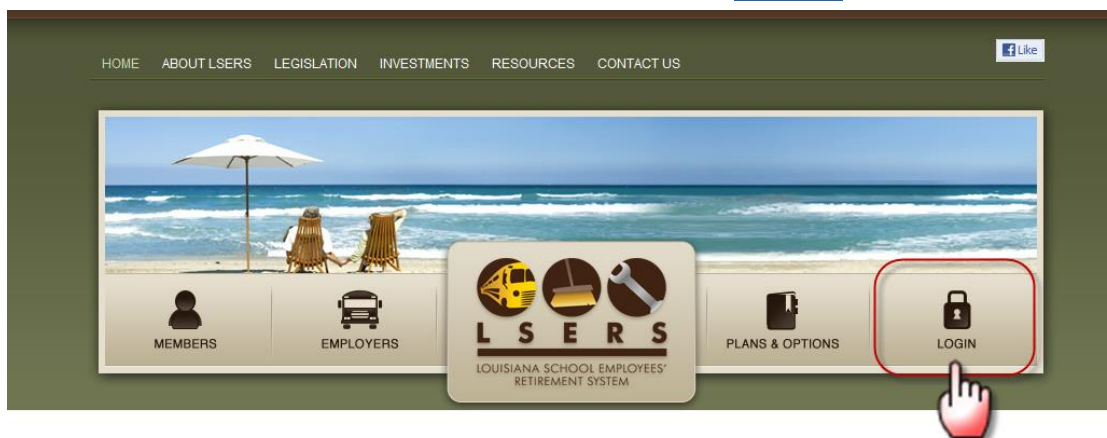 Like
HOME ABOUT LSERS LEGISLATION INVESTMENTS RESOURCES CONTACT US
MEMBERS EMPLOYERS LSERS PLANS & OPTIONS LOGIN
LOUISIANA SCHOOL EMPLOYEES'
RETIREMENT SYSTEM